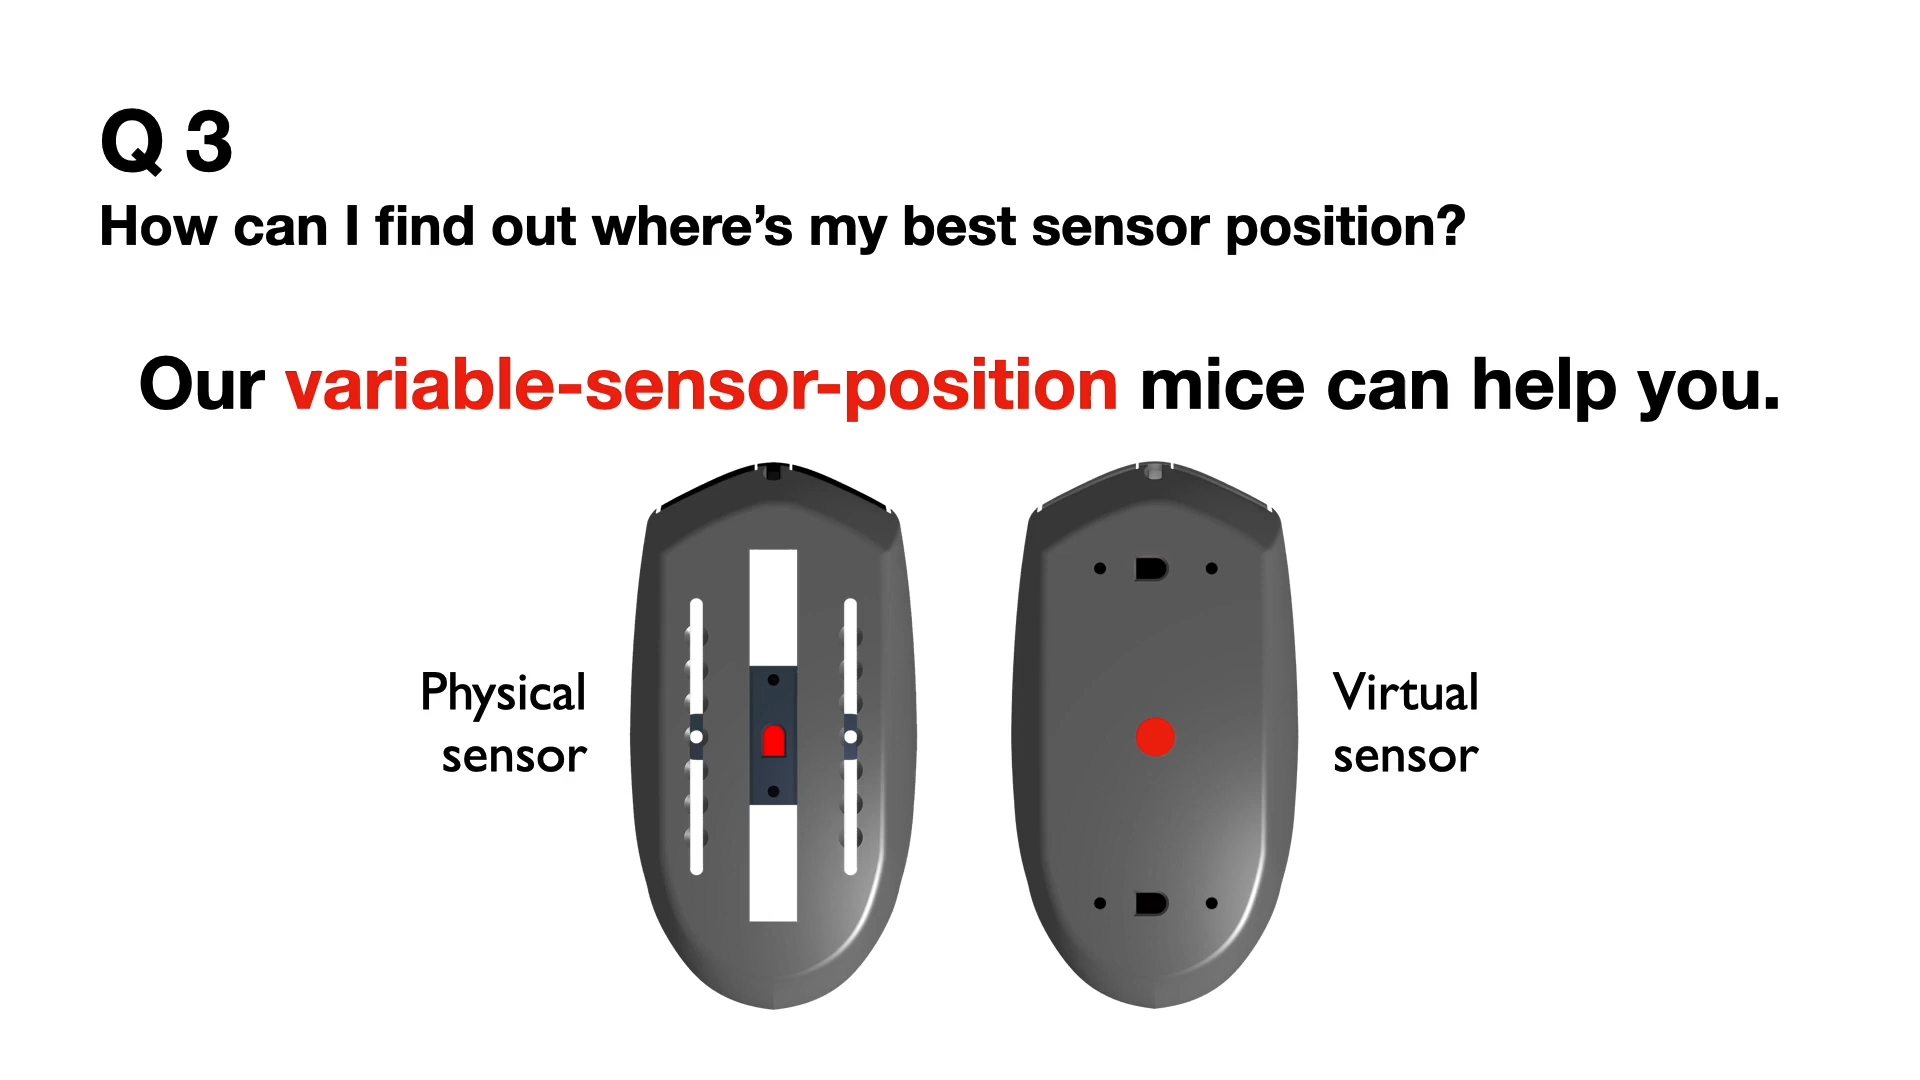 Q 3
How can I find out where’s my best sensor position?
Our variable-sensor-position mice can help you.
Physical
sensor
Virtual
sensor